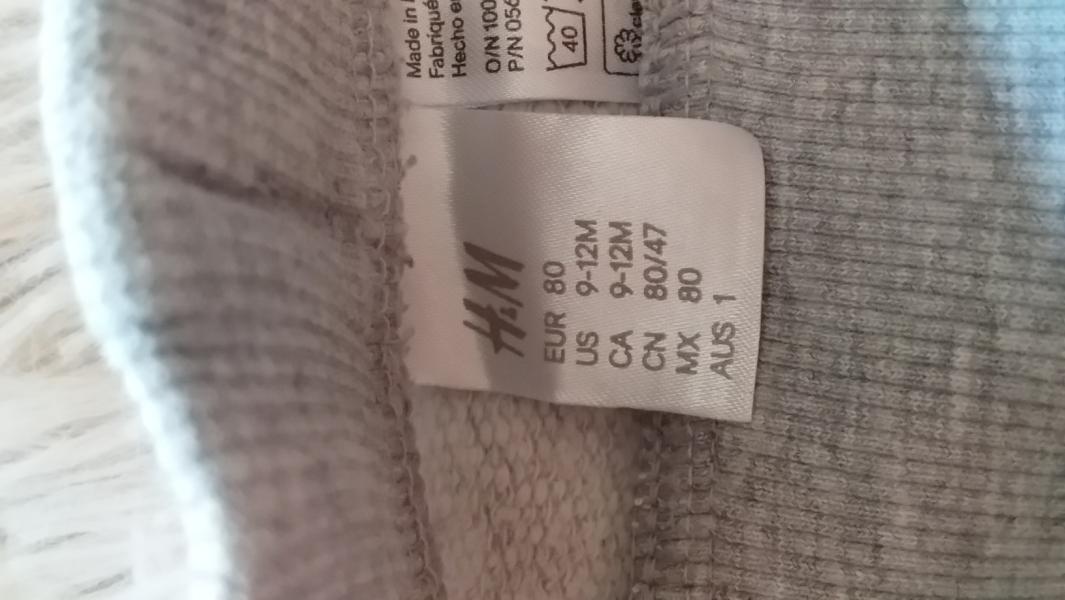 Made in
Fabriqué
Hecho e
O/N 100
P/N 056
40
H&M
EUR 80
US 9-12M
CA 9-12M
CN 80/47
MX 80
AUS 1